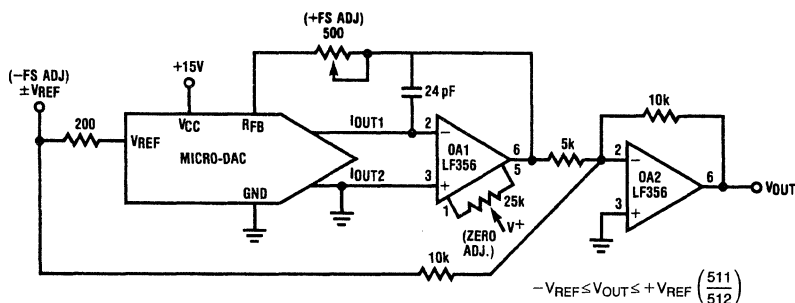 (+FS ADJ)
500
(−FS ADJ)
±VREF
+15V
24 pF
10k
200
VREF
VCC
RFB
IOUT1
2
−
OA1
LF356
6
5k
2
−
OA2
LF356
6
VOUT
MICRO-DAC
IOUT2
3
+
5
25k
1
V+
(ZERO
ADJ.)
3
+
GND
10k
−VREF ≤ VOUT ≤ +VREF (511/512)